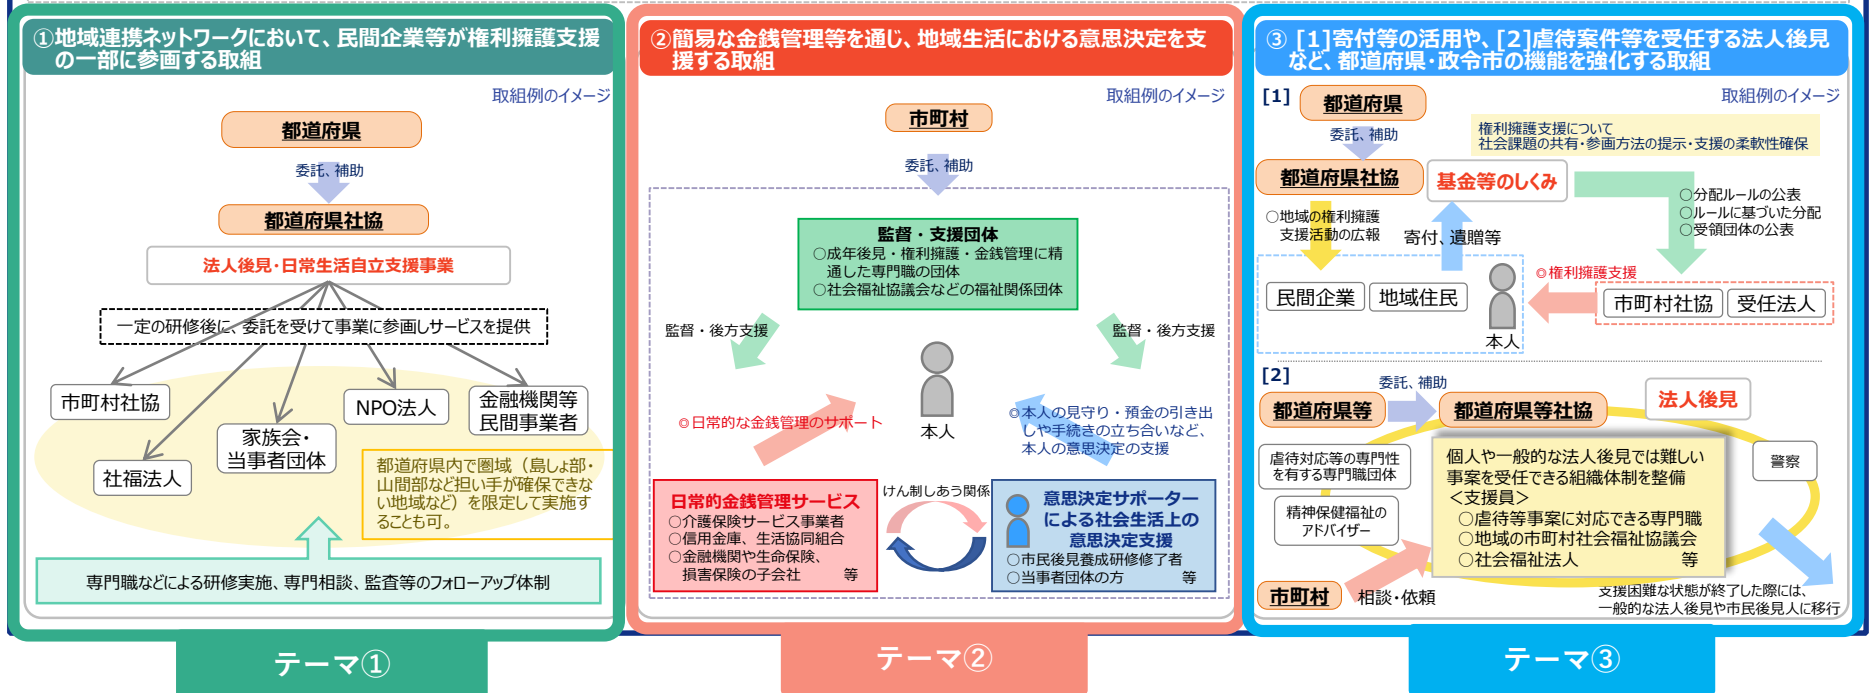 ①地域連携ネットワークにおいて、民間企業等が権利擁護支援
の一部に参画する取組
取組例のイメージ
都道府県
委託、補助
都道府県社協
法人後見・日常生活自立支援事業
一定の研修後に、委託を受けて事業に参画しサービスを提供
市町村社協
社福法人
家族会・
当事者団体
NPO法人
金融機関等
民間事業者
都道府県内で圏域（島しょ部・
山間部など担い手が確保できな
い地域など）を限定して実施す
ることも可。
専門職などによる研修実施、専門相談、監査等のフォローアップ体制
テーマ①
②簡易な金銭管理等を通じ、地域生活における意思決定を支
援する取組
取組例のイメージ
市町村
委託、補助
監督・支援団体
○成年後見・権利擁護・金銭管理に精
通した専門職の団体
○社会福祉協議会などの福祉関係団体
監督・後方支援
監督・後方支援
本人
◎日常的な金銭管理のサポート
◎本人の見守り・預金の引き出
しや手続きの立ち合いなど、
本人の意思決定の支援
日常的金銭管理サービス
○介護保険サービス事業者
○信用金庫、生活協同組合
○金融機関や生命保険、
損害保険の子会社 等
けん制しあう関係
意思決定サポーター
による社会生活上の
意思決定支援
○市民後見養成研修修了者
○当事者団体の方 等
テーマ②
③ [1]寄付等の活用や、[2]虐待案件等を受任する法人後見
など、都道府県・政令市の機能を強化する取組
取組例のイメージ
[1]
都道府県
委託、補助
権利擁護支援について
社会課題の共有・参画方法の提示・支援の柔軟性確保
都道府県社協
基金等のしくみ
○地域の権利擁護
支援活動の広報
寄付、遺贈等
○分配ルールの公表
○ルールに基づいた分配
○受領団体の公表
民間企業
地域住民
本人
◎権利擁護支援
市町村社協
受任法人
[2]
委託、補助
都道府県等
都道府県等社協
法人後見
虐待対応等の専門性
を有する専門職団体
精神保健福祉の
アドバイザー
個人や一般的な法人後見では難しい
事案を受任できる組織体制を整備
＜支援員＞
○虐待等事案に対応できる専門職
○地域の市町村社会福祉協議会
○社会福祉法人 等
警察
市町村
相談・依頼
支援困難な状態が終了した際には、
一般的な法人後見や市民後見人に移行
テーマ③